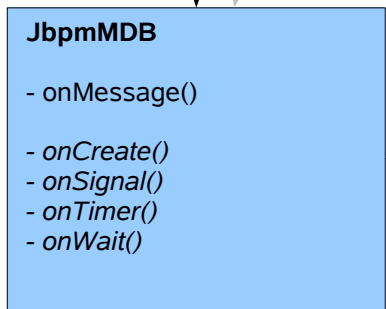 JbpmMDB
- onMessage()
- onCreate()
- onSignal()
- onTimer()
- onWait()